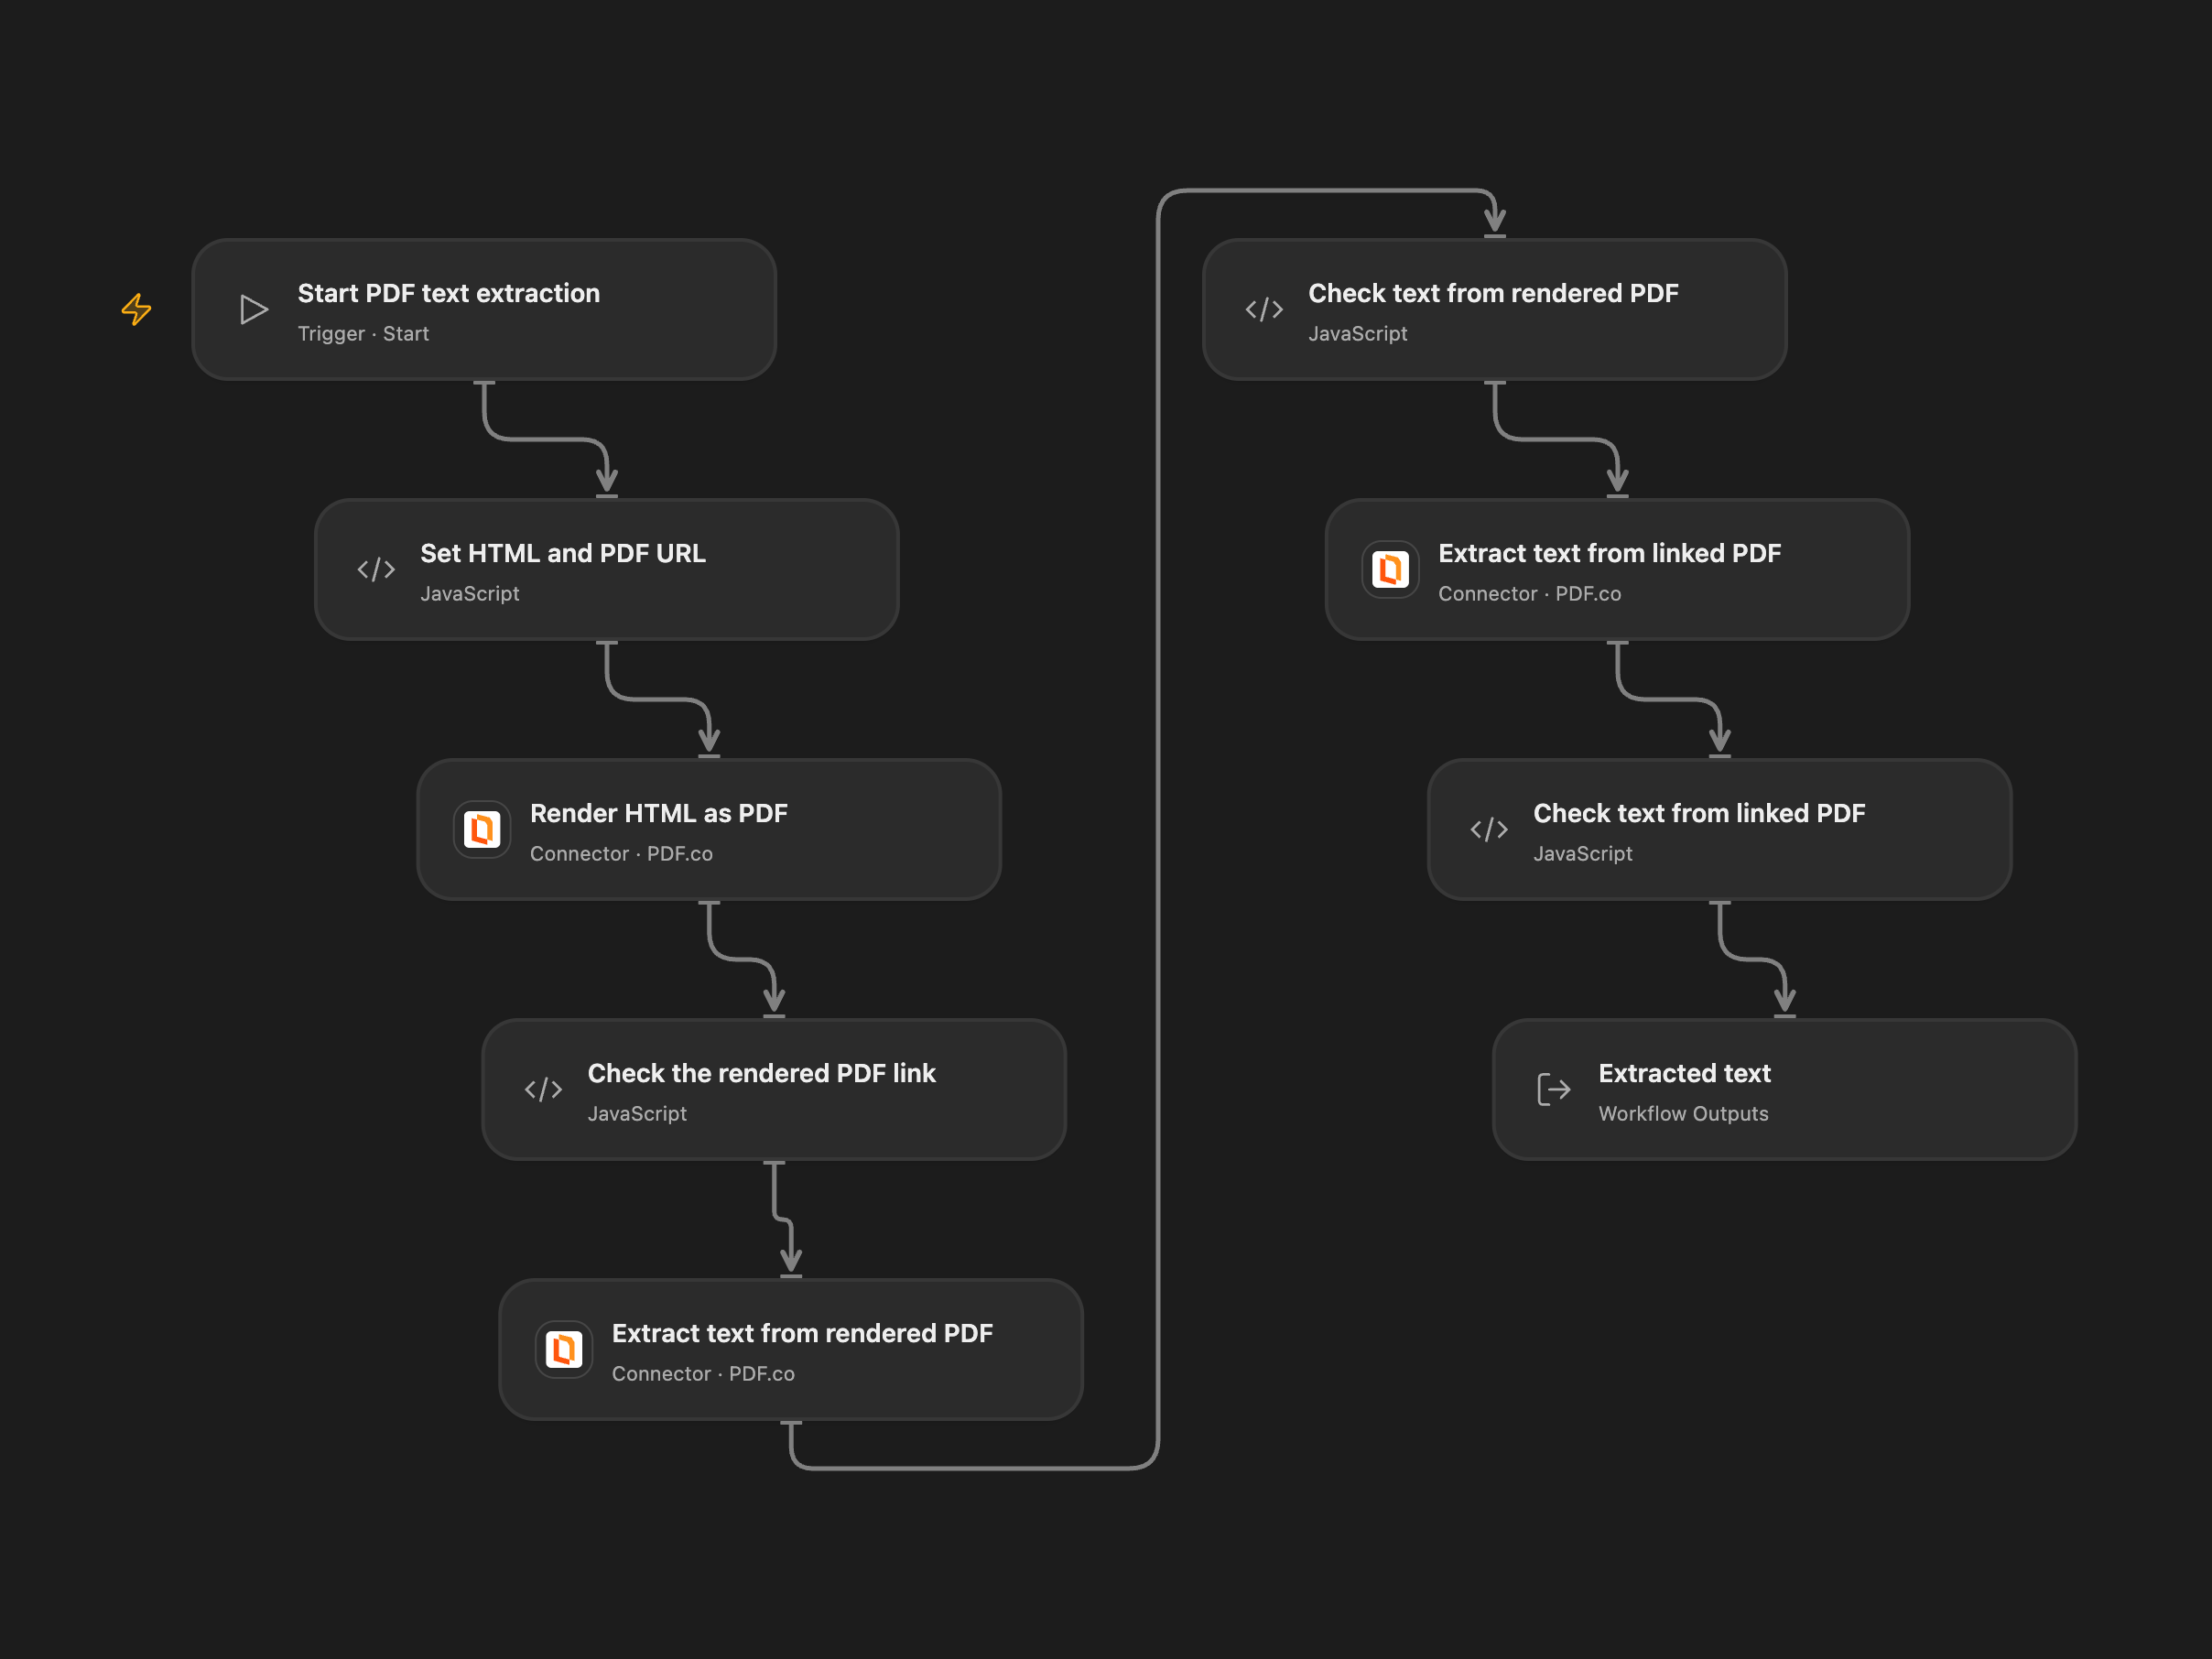 Start PDF text extraction
Trigger · Start
Set HTML and PDF URL
JavaScript
Render HTML as PDF
Connector · PDF.co
Check the rendered PDF link
JavaScript
Extract text from rendered PDF
Connector · PDF.co
Check text from rendered PDF
JavaScript
Extract text from linked PDF
Connector · PDF.co
Check text from linked PDF
JavaScript
Extracted text
Workflow Outputs